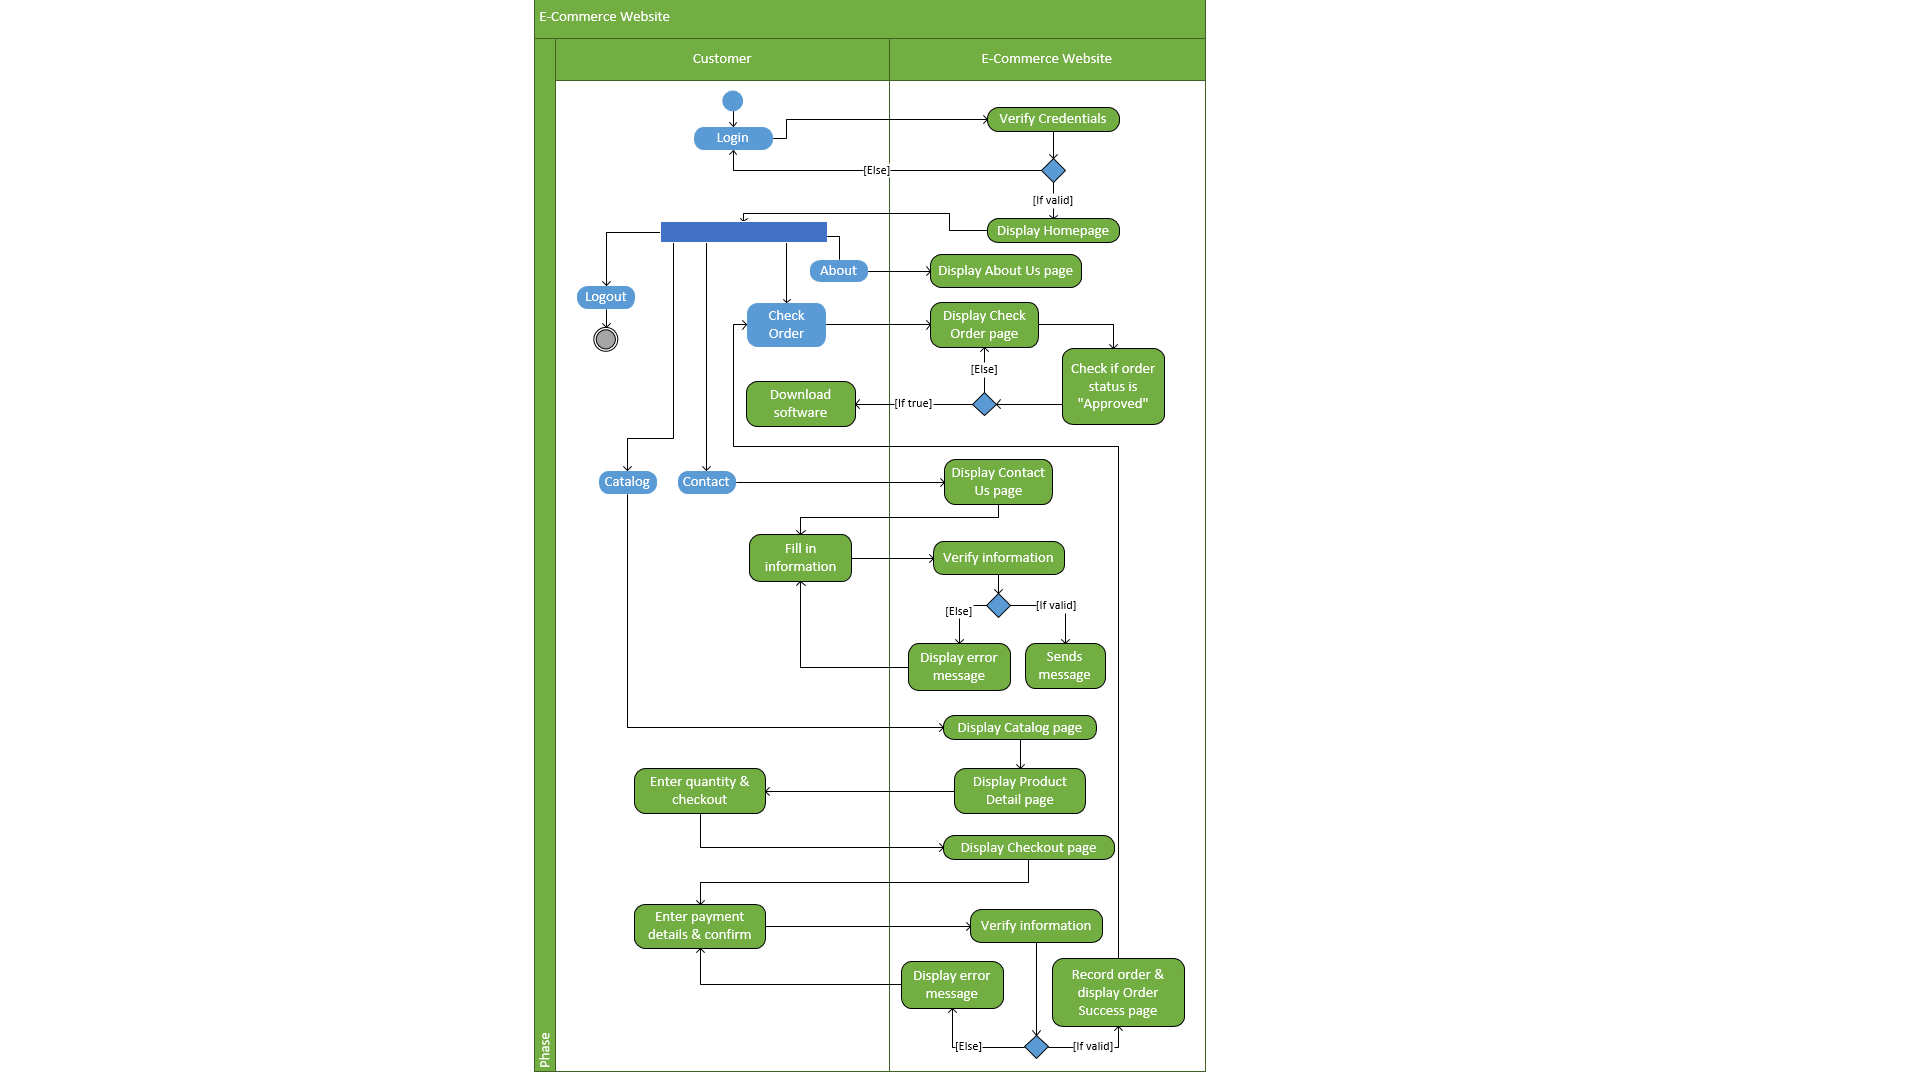 E-Commerce Website
Customer
E-Commerce Website
Login
Verify Credentials
[Else]
[If valid]
Display Homepage
About
Display About Us page
Logout
Check
Order
Display Check
Order page
[Else]
Check if order
status is
"Approved"
Download
software
[If true]
Catalog
Contact
Display Contact
Us page
Fill in
information
Verify information
[Else]
[If valid]
Display error
message
Sends
message
Display Catalog page
Enter quantity &
checkout
Display Product
Detail page
Display Checkout page
Enter payment
details & confirm
Verify information
Display error
message
Record order &
display Order
Success page
[Else]
[If valid]
Phase